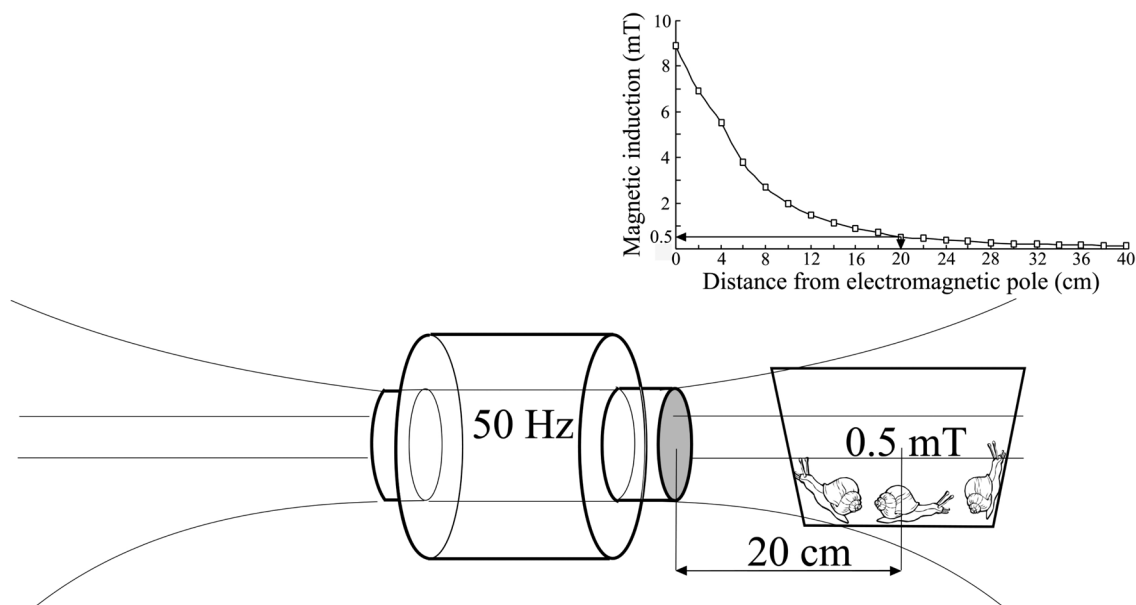 Magnetic induction (mT)
10
8
6
4
2
0.5
0 4 8 12 16 20 24 28 32 36 40
Distance from electromagnetic pole (cm)
50 Hz
0.5 mT
20 cm